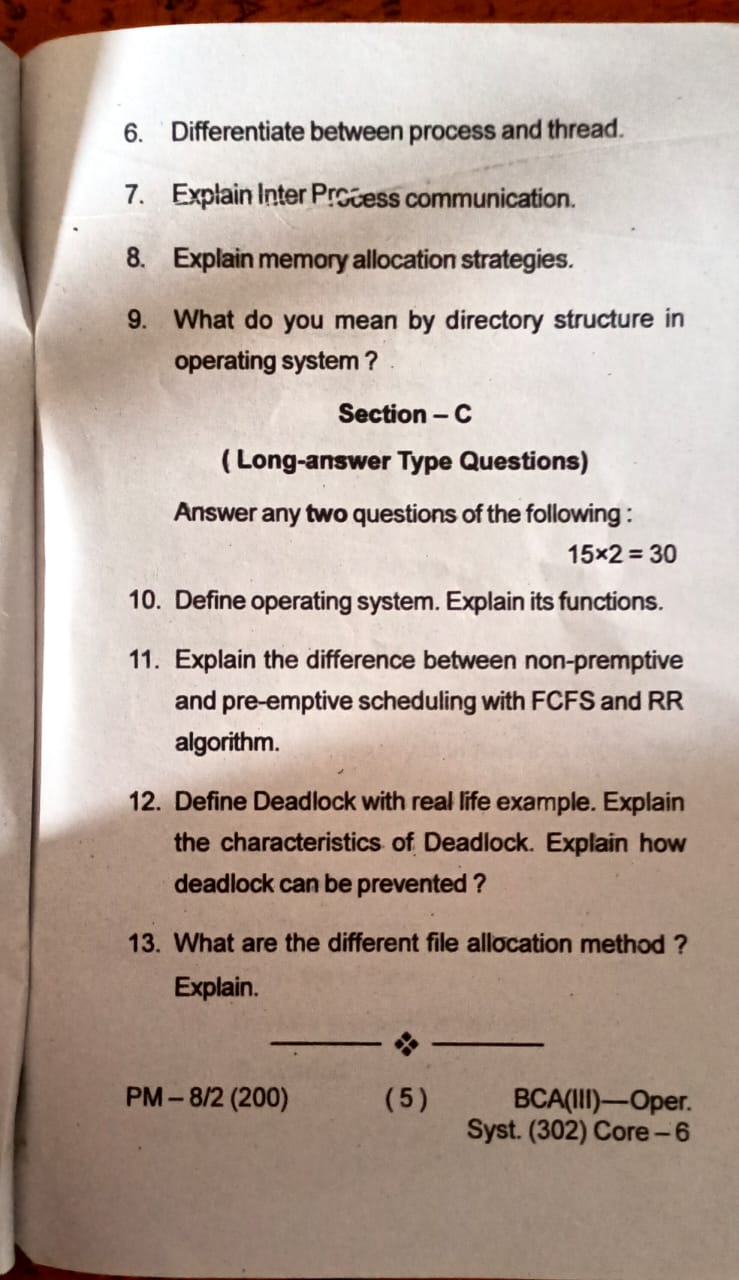 6. Differentiate between process and thread.
7. Explain Inter Process communication.
8. Explain memory allocation strategies.
9. What do you mean by directory structure in
operating system ?
Section – C
( Long-answer Type Questions)
Answer any two questions of the following :
15×2 = 30
10. Define operating system. Explain its functions.
11. Explain the difference between non-premptive
and pre-emptive scheduling with FCFS and RR
algorithm.
12. Define Deadlock with real life example. Explain
the characteristics of Deadlock. Explain how
deadlock can be prevented ?
13. What are the different file allocation method ?
Explain.
PM – 8/2 (200) ( 5 ) BCA(III)—Oper.
Syst. (302) Core – 6